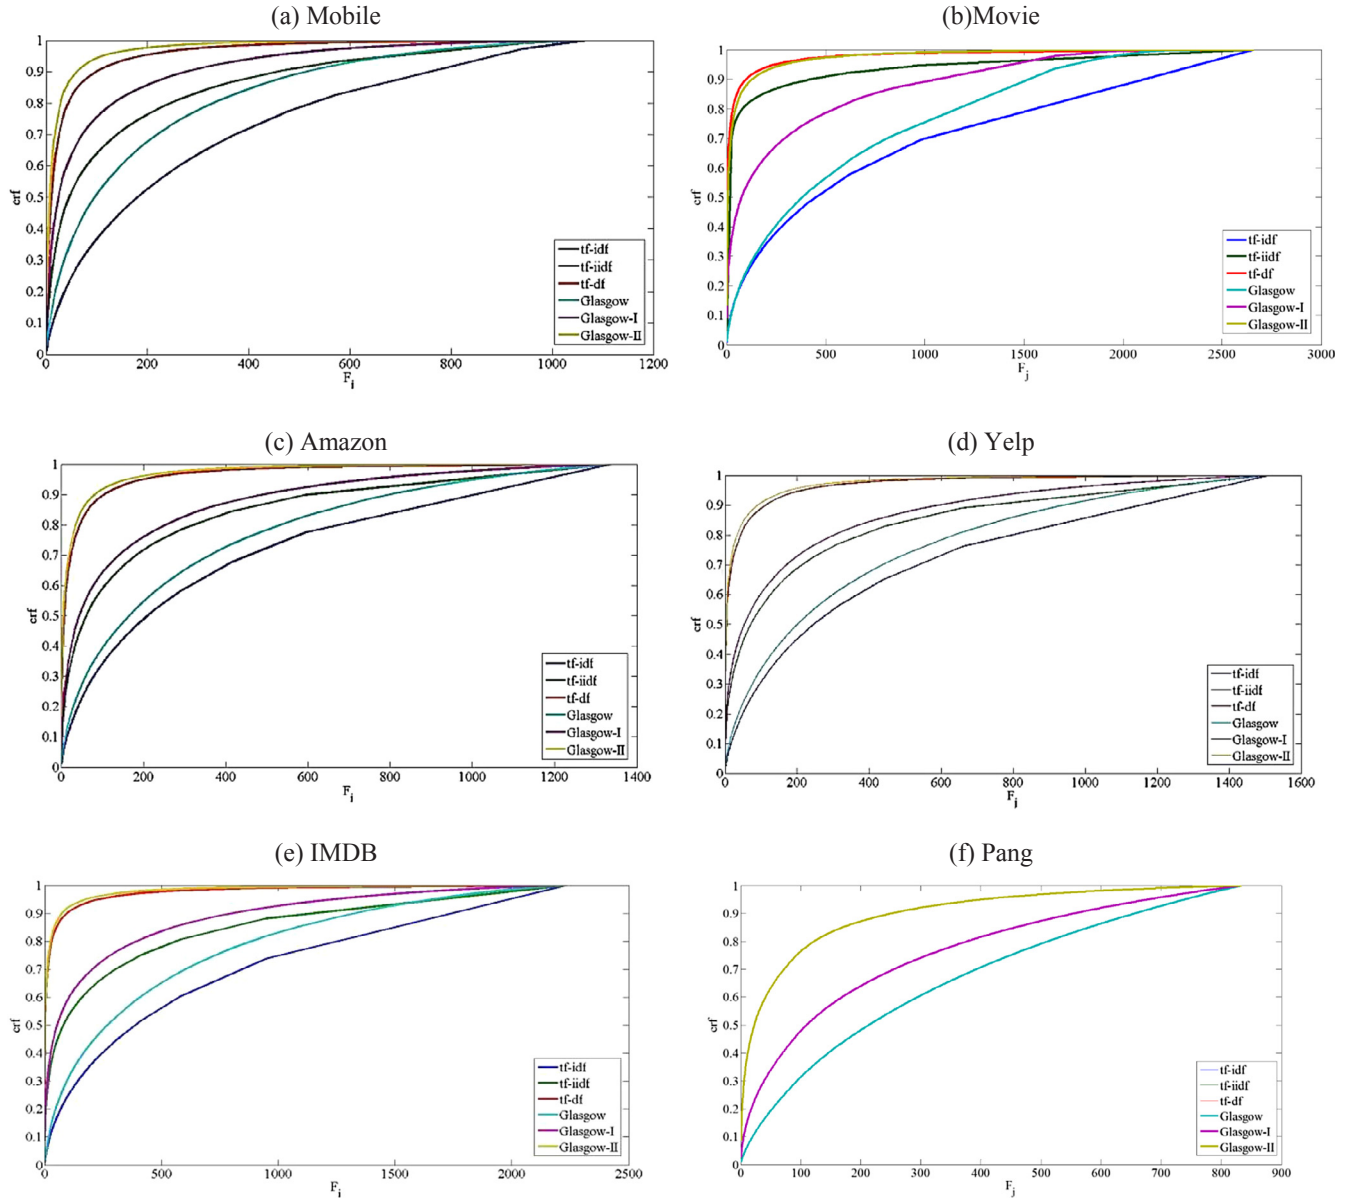 (a) Mobile
1
0.9
0.8
0.7
0.6
0.5
0.4
0.3
0.2
0.1
0
crf
0 200 400 600 800 1000 1200
F_j
tf-idf
tf-iidf
tf-df
Glasgow
Glasgow-I
Glasgow-II
(b)Movie
1
0.9
0.8
0.7
0.6
0.5
0.4
0.3
0.2
0.1
0
crf
0 500 1000 1500 2000 2500 3000
F_j
tf-idf
tf-iidf
tf-df
Glasgow
Glasgow-I
Glasgow-II
(c) Amazon
1
0.9
0.8
0.7
0.6
0.5
0.4
0.3
0.2
0.1
0
crf
0 200 400 600 800 1000 1200 1400
F_j
tf-idf
tf-iidf
tf-df
Glasgow
Glasgow-I
Glasgow-II
(d) Yelp
1
0.9
0.8
0.7
0.6
0.5
0.4
0.3
0.2
0.1
0
crf
0 200 400 600 800 1000 1200 1400 1600
F_j
tf-idf
tf-iidf
tf-df
Glasgow
Glasgow-I
Glasgow-II
(e) IMDB
1
0.9
0.8
0.7
0.6
0.5
0.4
0.3
0.2
0.1
0
crf
0 500 1000 1500 2000 2500
F_j
tf-idf
tf-iidf
tf-df
Glasgow
Glasgow-I
Glasgow-II
(f) Pang
1
0.9
0.8
0.7
0.6
0.5
0.4
0.3
0.2
0.1
0
crf
0 100 200 300 400 500 600 700 800 900
F_j
tf-idf
tf-iidf
tf-df
Glasgow
Glasgow-I
Glasgow-II